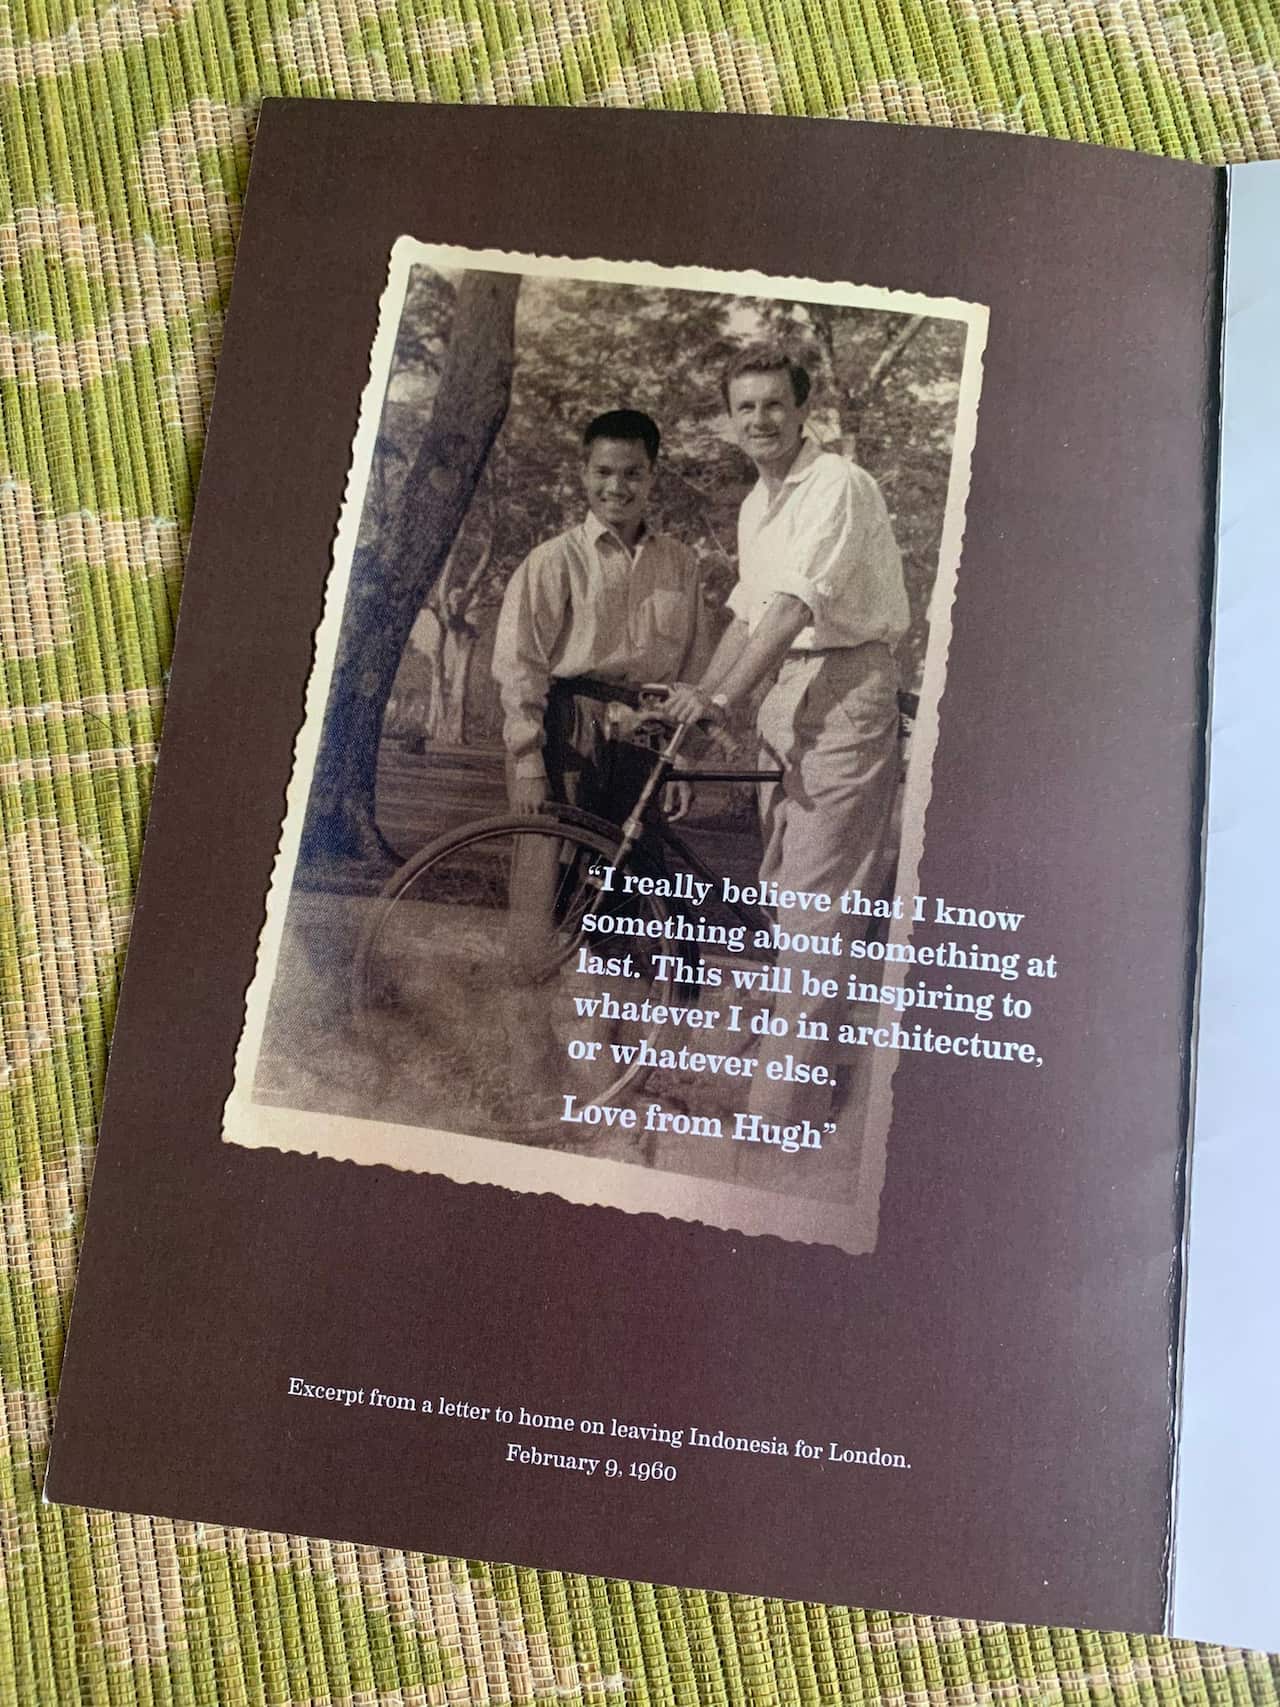 “I really believe that I know
something about something at
last. This will be inspiring to
whatever I do in architecture,
or whatever else.
Love from Hugh”
Excerpt from a letter to home on leaving Indonesia for London.
February 9, 1960